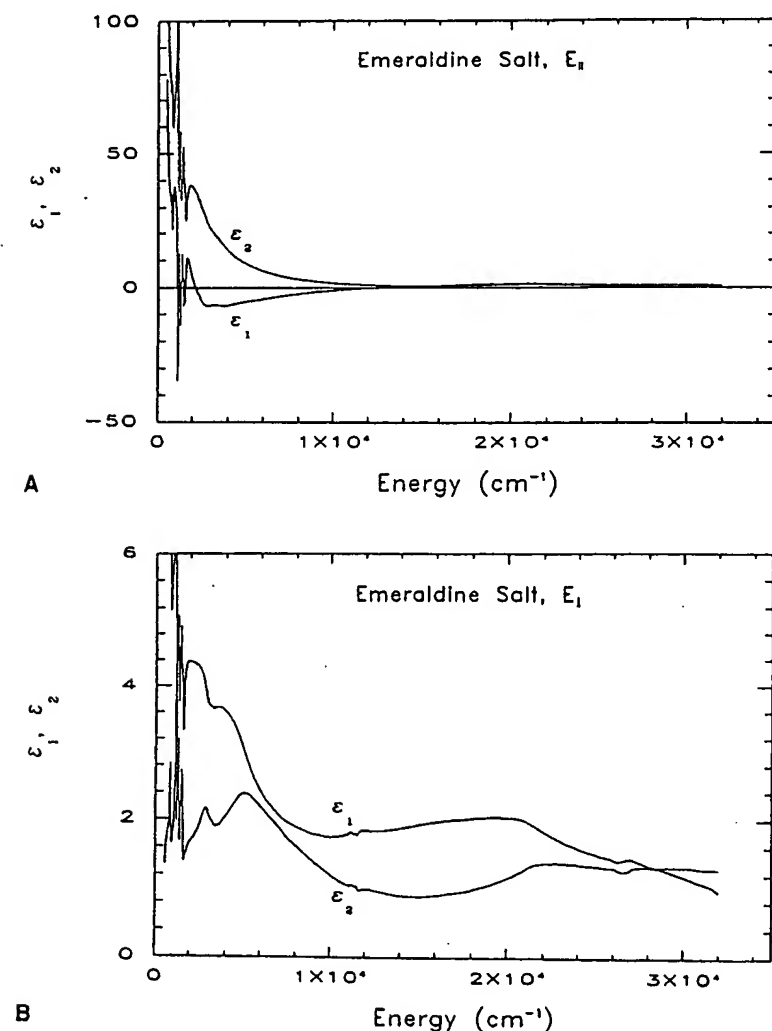 100
Emeraldine Salt, E∥
50
ε₁, ε₂
ε₂
0
ε₁
−50
0
1×10⁴
2×10⁴
3×10⁴
A
Energy (cm⁻¹)
6
Emeraldine Salt, E⊥
4
ε₁, ε₂
2
ε₁
ε₂
0
0
1×10⁴
2×10⁴
3×10⁴
B
Energy (cm⁻¹)